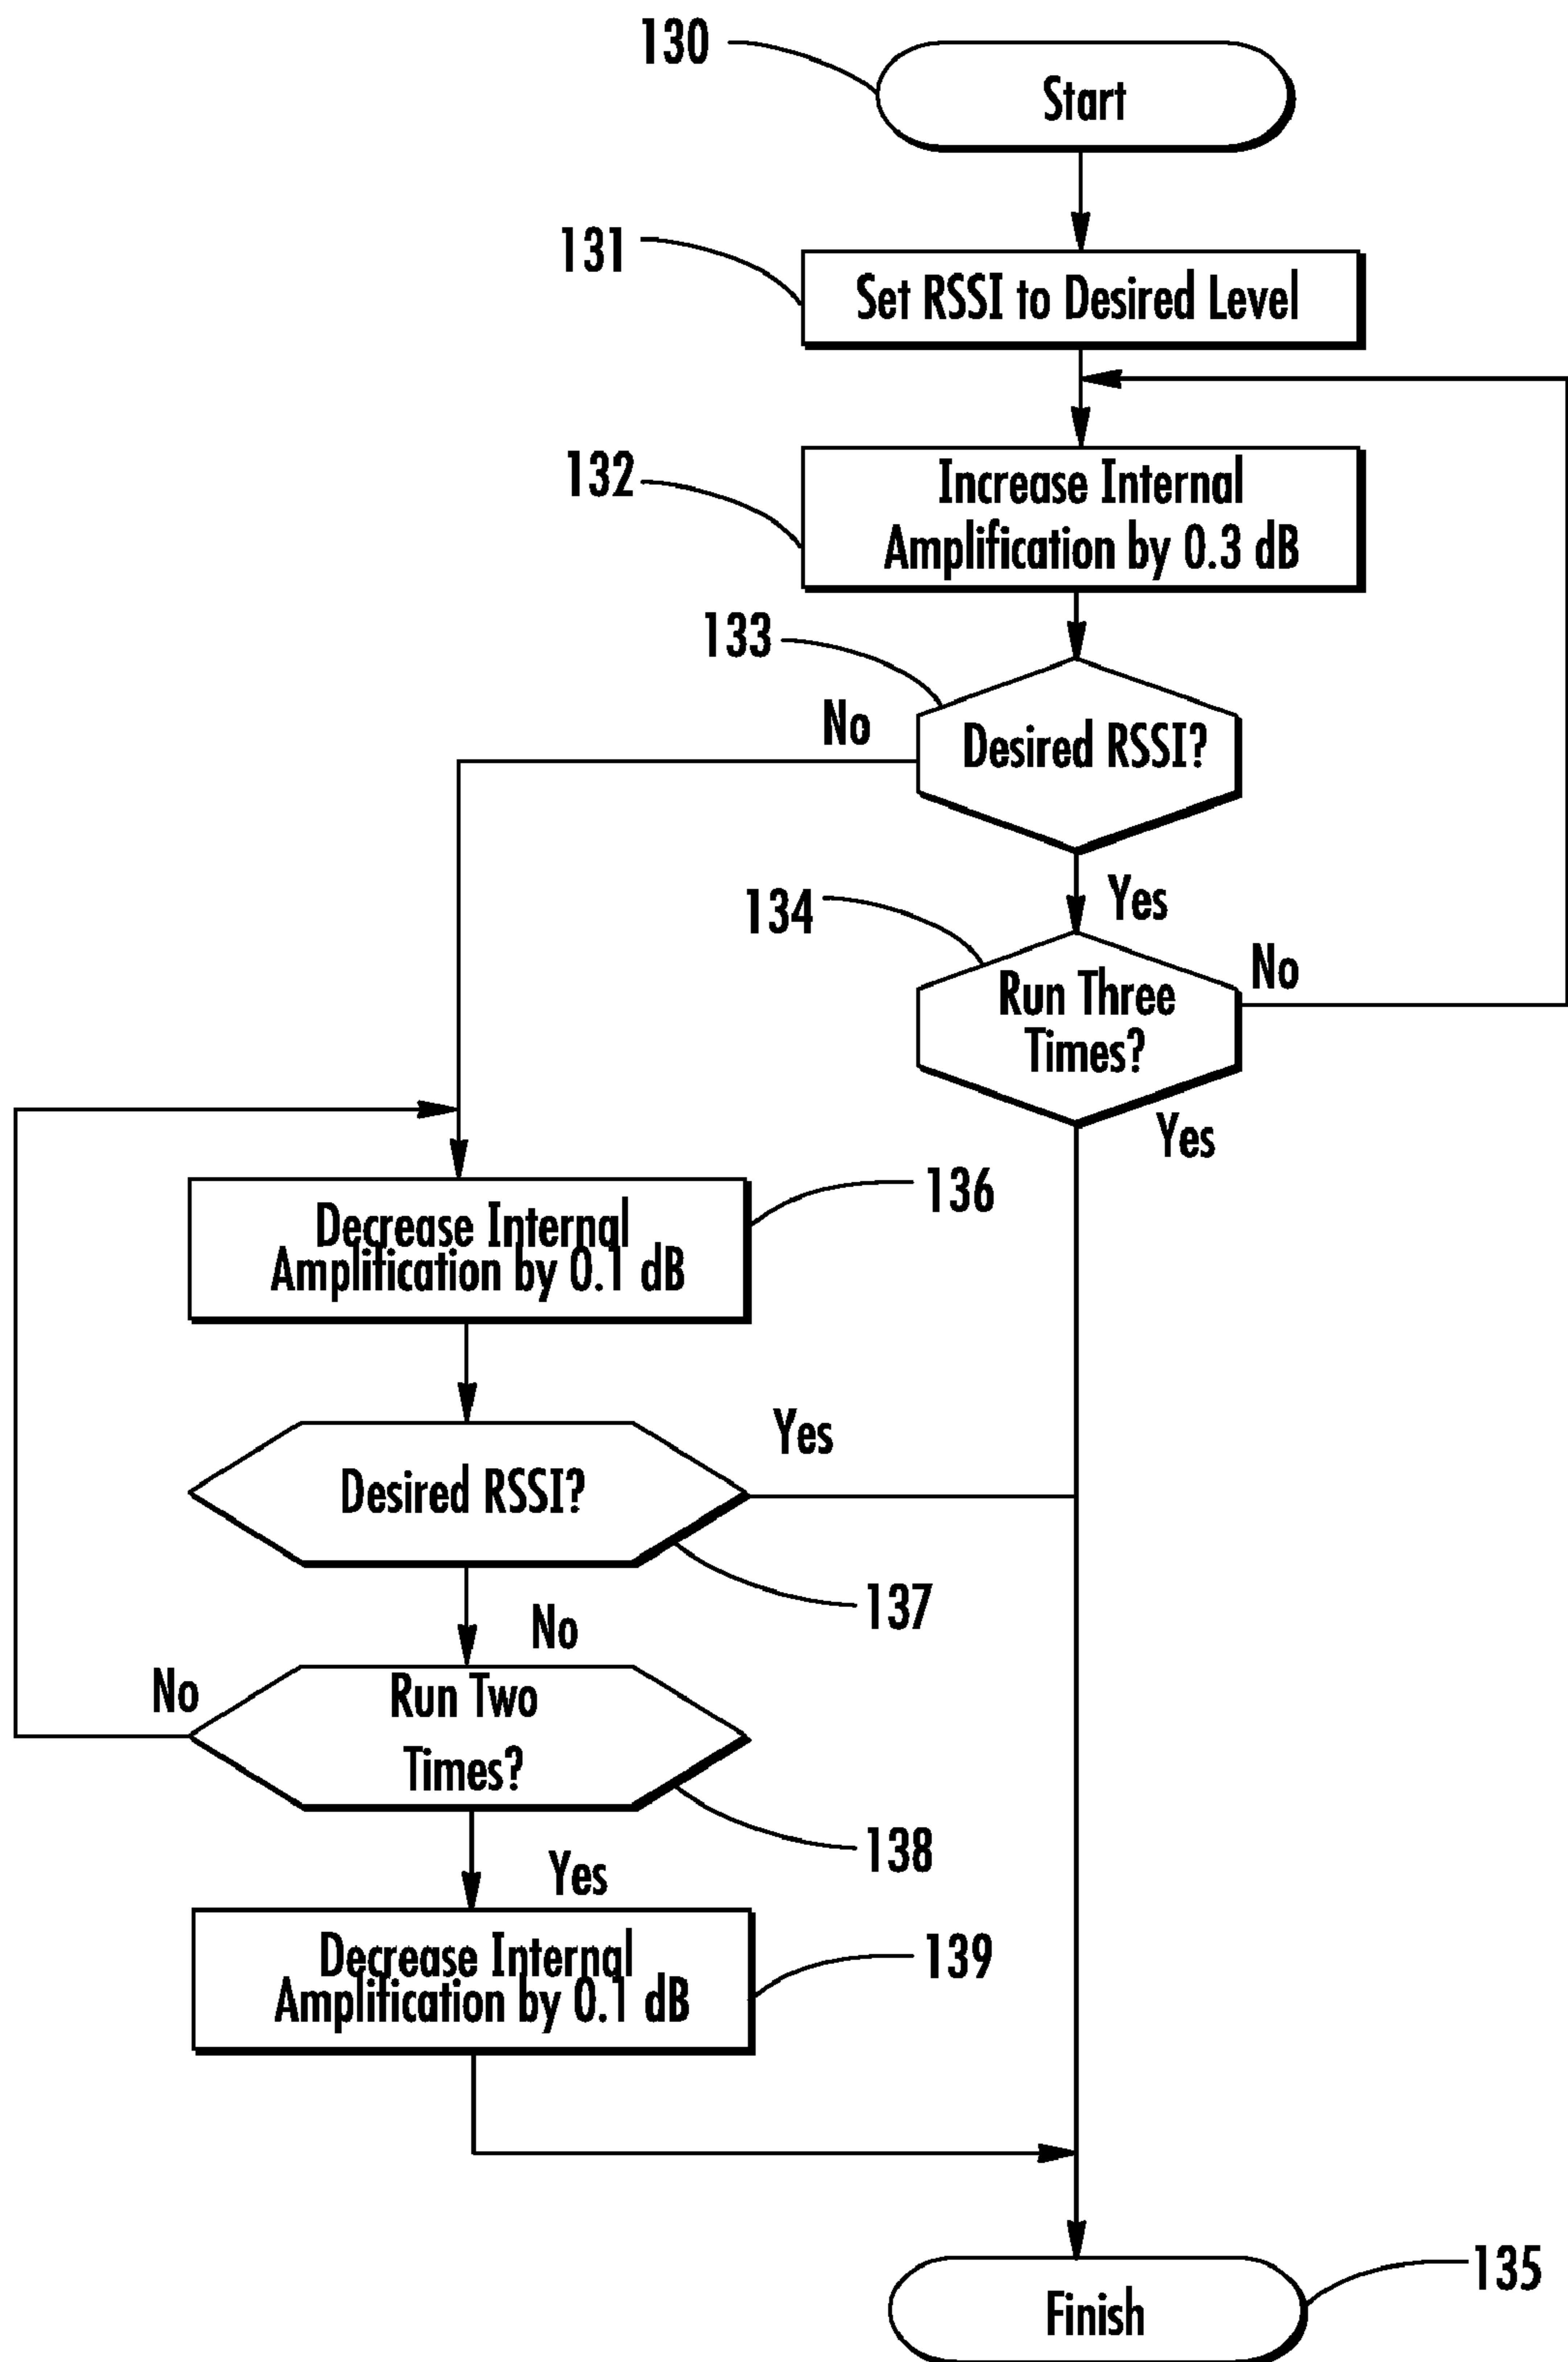 130
Start
131
Set RSSI to Desired Level
132
Increase Internal
Amplification by 0.3 dB
133
No
Desired RSSI?
Yes
134
No
Run Three
Times?
Yes
136
Decrease Internal
Amplification by 0.1 dB
Yes
Desired RSSI?
137
No
No
Run Two
Times?
138
Yes
139
Decrease Internal
Amplification by 0.1 dB
135
Finish